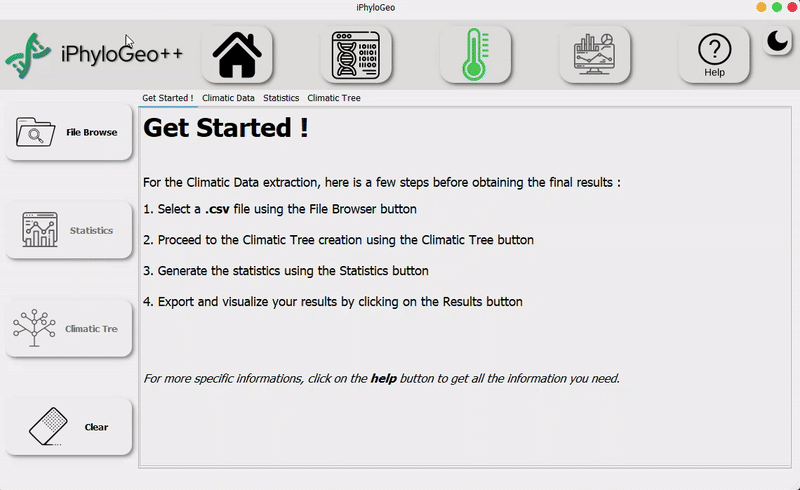 iPhyloGeo
iPhyloGeo++
Help
Get Started !
Climatic Data
Statistics
Climatic Tree
File Browse
Statistics
Climatic Tre
Clear
Get Started !
For the Climatic Data extraction, here is a few steps before obtaining the final results :
1. Select a .csv file using the File Browser button
2. Proceed to the Climatic Tree creation using the Climatic Tree button
3. Generate the statistics using the Statistics button
4. Export and visualize your results by clicking on the Results button
For more specific informations, click on the help button to get all the information you need.